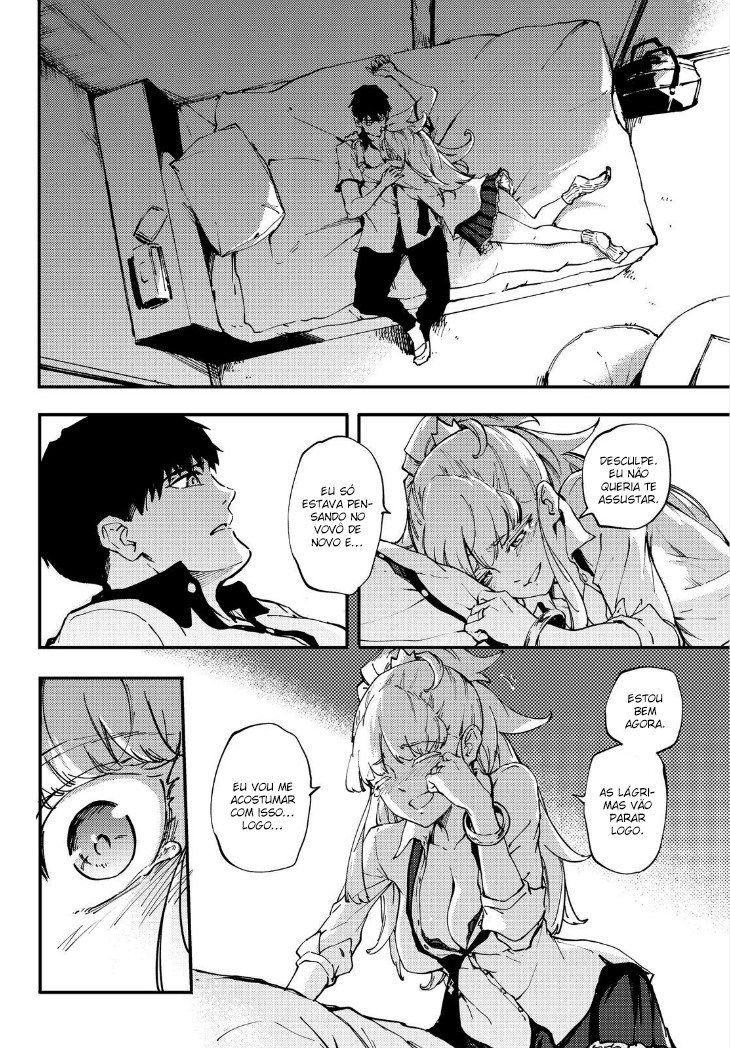 DESCULPE.
EU NÃO
QUERIA TE
ASSUSTAR.
EU SÓ
ESTAVA PEN-
SANDO NO
VOVÔ DE
NOVO E...
ESTOU
BEM
AGORA.
AS LÁGRI-
MAS VÃO
PARAR
LOGO.
EU VOU ME
ACOSTUMAR
COM ISSO...
LOGO...